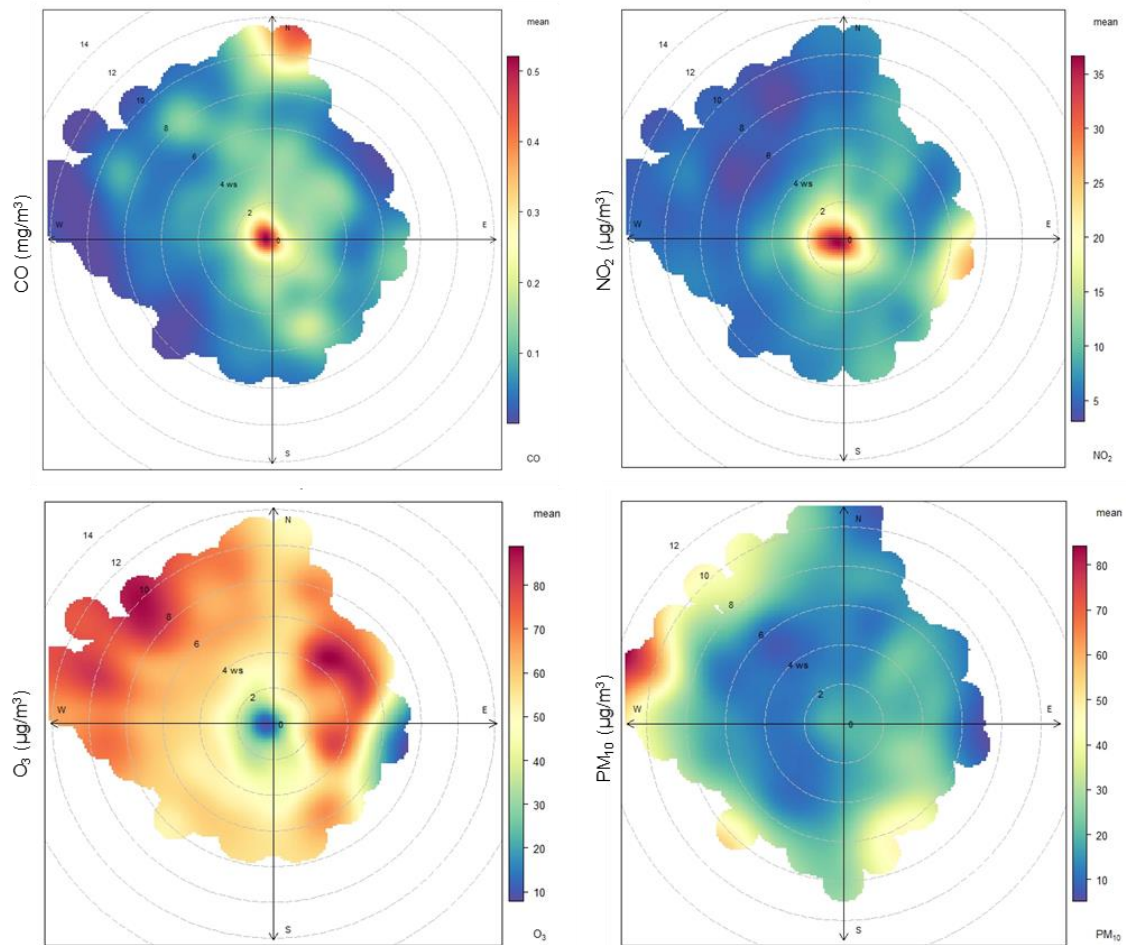 CO (mg/m³)
mean
N
14
12
10
8
6
4 ws
2
0
W
E
S
0.5
0.4
0.3
0.2
0.1
CO
NO₂ (µg/m³)
mean
N
14
12
10
8
6
4 ws
2
0
W
E
S
35
30
25
20
15
10
5
NO₂
O₃ (µg/m³)
mean
N
14
12
10
8
6
4 ws
2
0
W
E
S
80
70
60
50
40
30
20
10
O₃
PM₁₀ (µg/m³)
mean
N
12
10
8
6
4 ws
2
0
W
E
S
80
70
60
50
40
30
20
10
PM₁₀